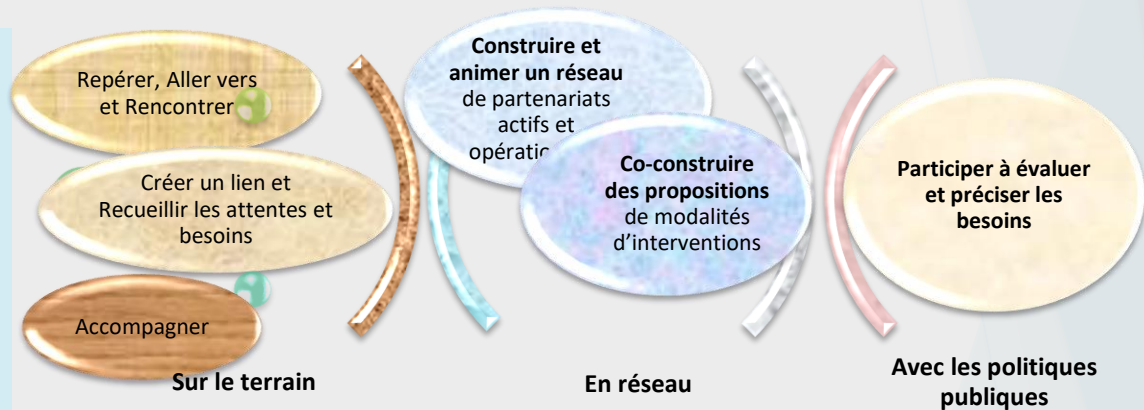 Repérer, Aller vers
et Rencontrer
Créer un lien et
Recueillir les attentes et
besoins
Accompagner
Sur le terrain
Construire et
animer un réseau
de partenariats
actifs et
Co-construire
des propositions
de modalités
d'interventions
En réseau
Participer à évaluer
et préciser les
besoins
Avec les politiques
publiques